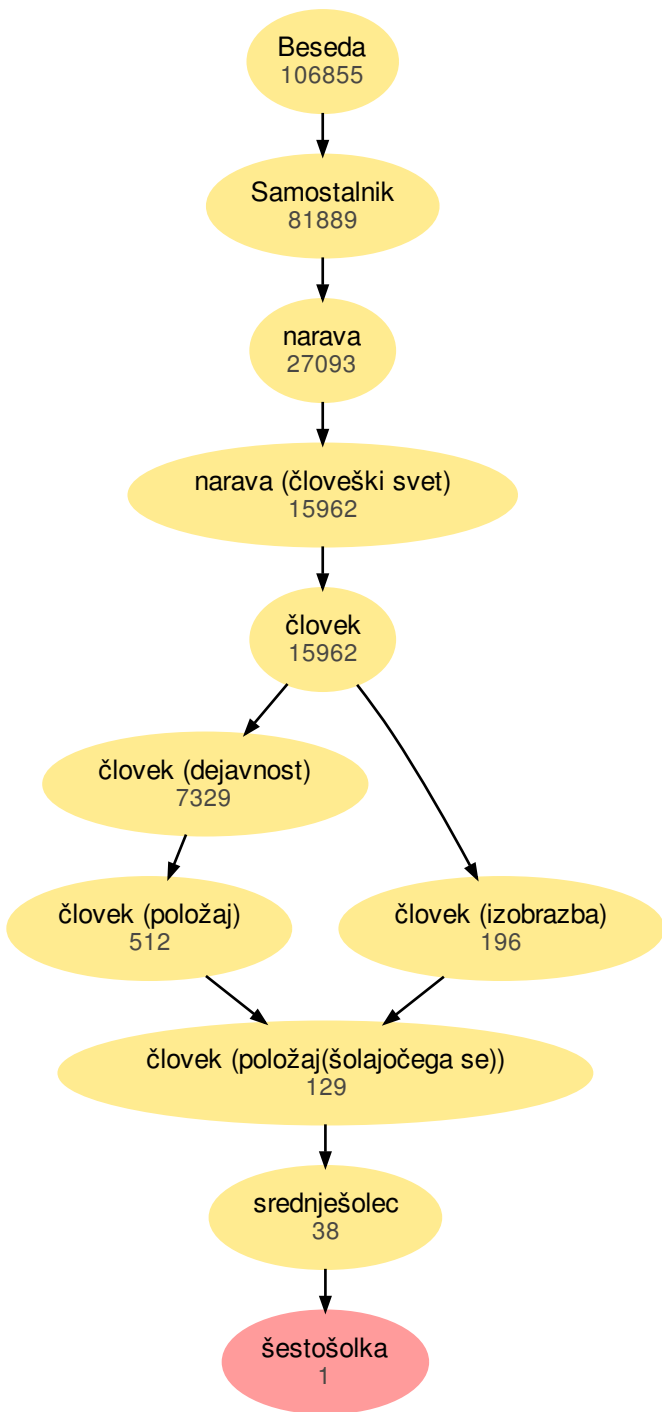 Beseda
106855
Samostalnik
81889
narava
27093
narava (človeški svet)
15962
človek
15962
človek (dejavnost)
7329
človek (položaj)
512
človek (izobrazba)
196
človek (položaj(šolajočega se))
129
srednješolec
38
šestošolka
1